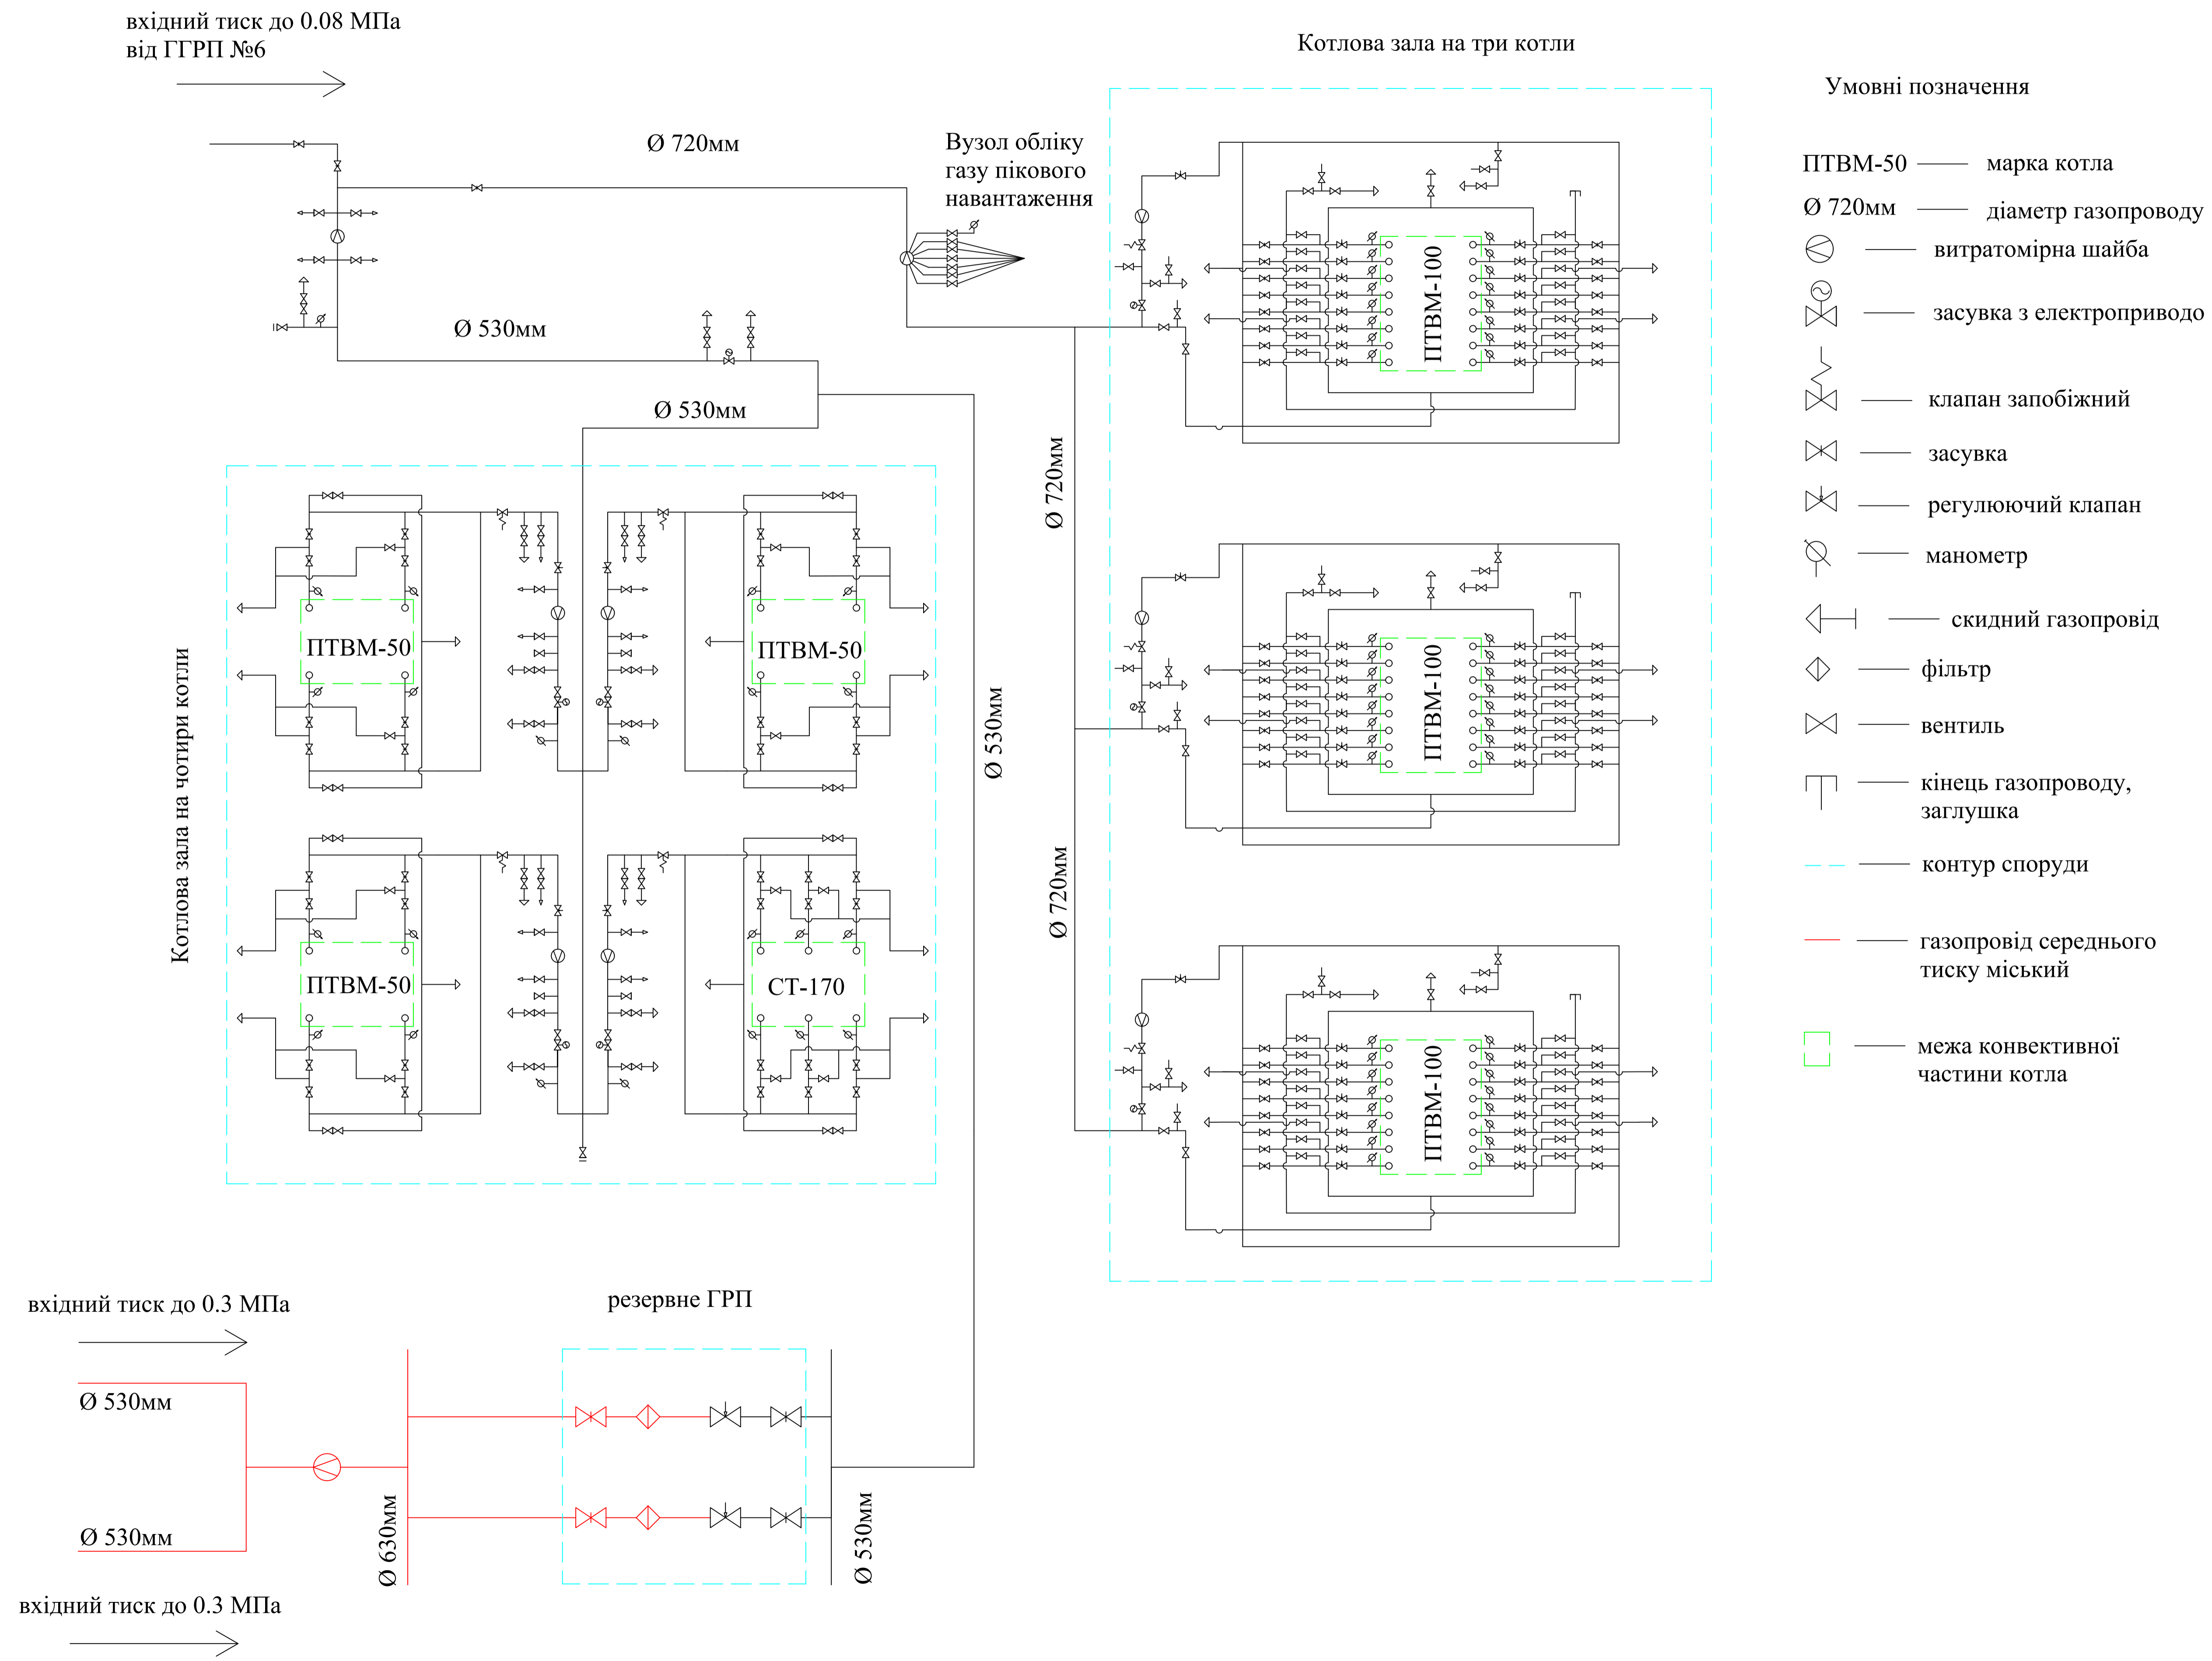 вхідний тиск до 0.08 МПа
від ГГРП №6
Котлова зала на три котли
Ø 720мм
Вузол обліку
газу пікового
навантаження
Ø 530мм
Ø 530мм
ПТВМ-100
Ø 720мм
ПТВМ-100
Ø 720мм
ПТВМ-100
Котлова зала на чотири котли
ПТВМ-50
ПТВМ-50
ПТВМ-50
СТ-170
Ø 530мм
вхідний тиск до 0.3 МПа
резервне ГРП
Ø 530мм
Ø 530мм
Ø 630мм
Ø 530мм
вхідний тиск до 0.3 МПа
Умовні позначення
ПТВМ-50 марка котла
Ø 720мм діаметр газопроводу
витратомірна шайба
засувка з електроприводо
клапан запобіжний
засувка
регулюючий клапан
манометр
скидний газопровід
фільтр
вентиль
кінець газопроводу,
заглушка
контур споруди
газопровід середнього
тиску міський
межа конвективної
частини котла